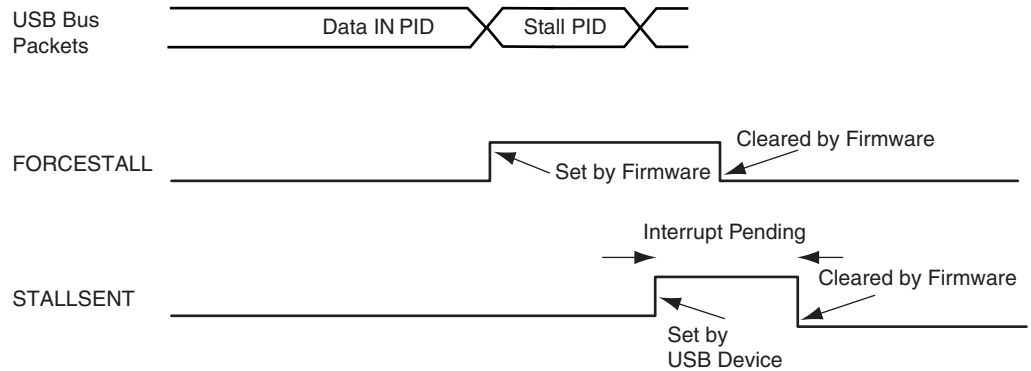 USB Bus
Packets
Data IN PID
Stall PID
FORCESTALL
Set by Firmware
Cleared by Firmware
Interrupt Pending
STALLSENT
Set by
USB Device
Cleared by Firmware